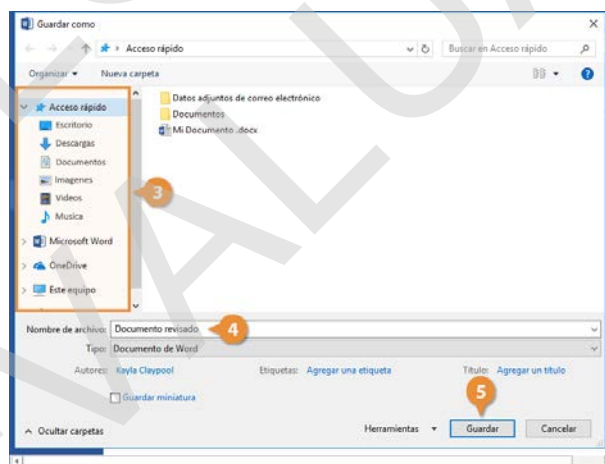 Guardar como
Acceso rápido
Buscar en Acceso rápido
Organizar
Nueva carpeta
Acceso rápido
Escritorio
Descargas
Documentos
Imagenes
Videos
Musica
Microsoft Word
OneDrive
Este equipo
Datos adjuntos de correo electrónico
Documentos
Mi Documento .docx
3
Nombre de archivo: Documento revisado
4
Tipo: Documento de Word
Autores: Kayla Claypool Etiquetas: Agregar una etiqueta Título: Agregar un título
Guardar miniatura
5
Ocultar carpetas
Herramientas Guardar Cancelar